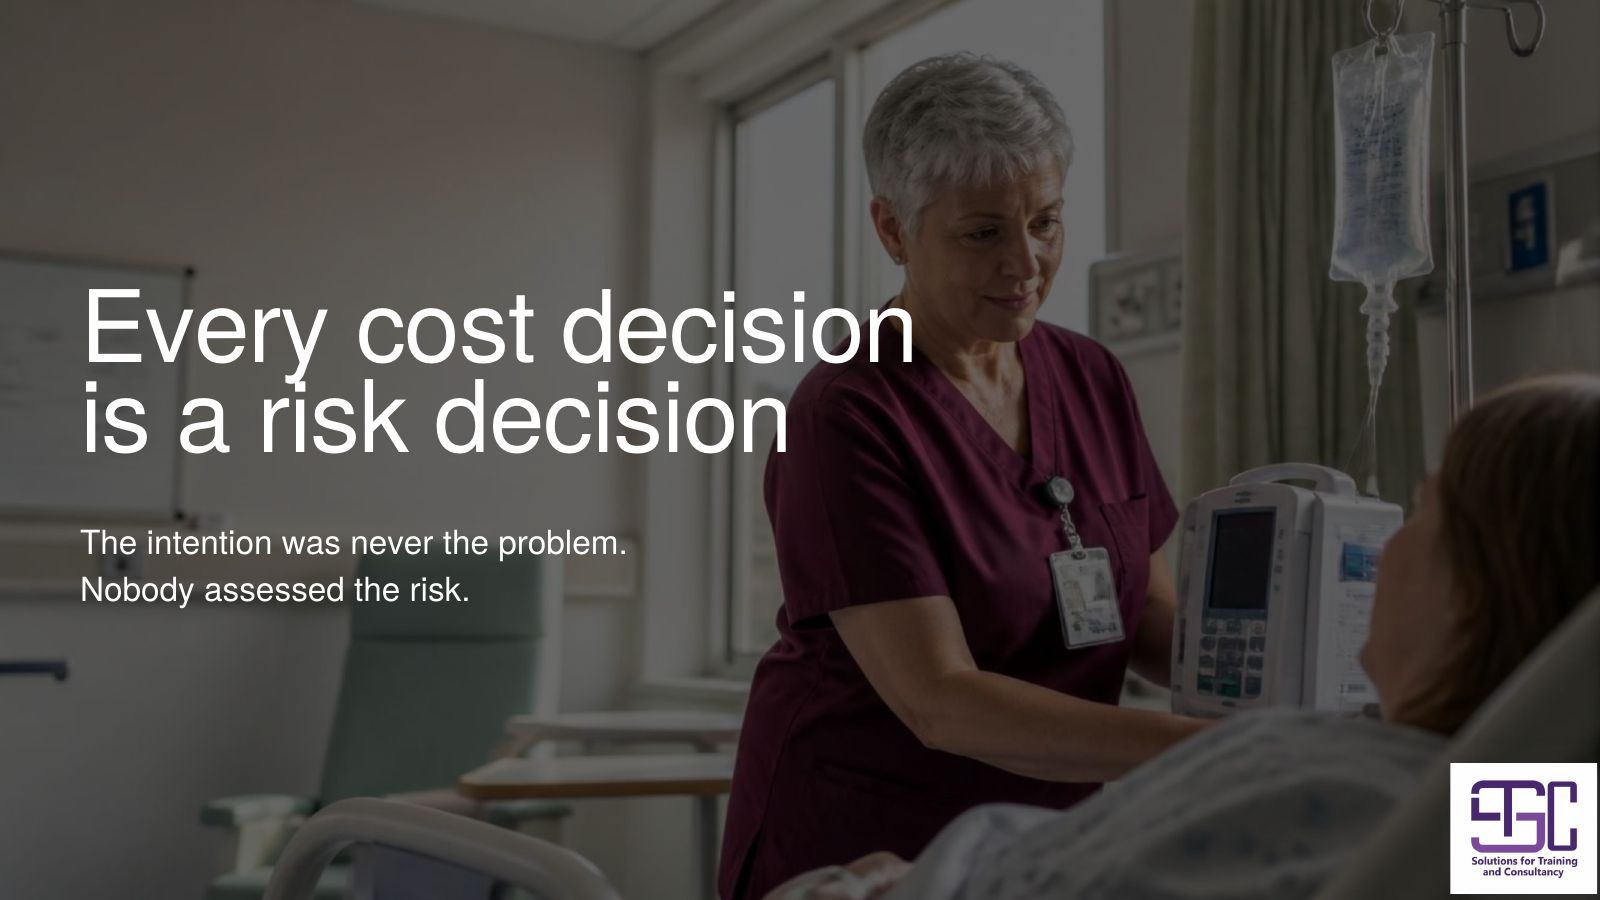 Every cost decision
is a risk decision
The intention was never the problem.
Nobody assessed the risk.
STSC
Solutions for Training
and Consultancy